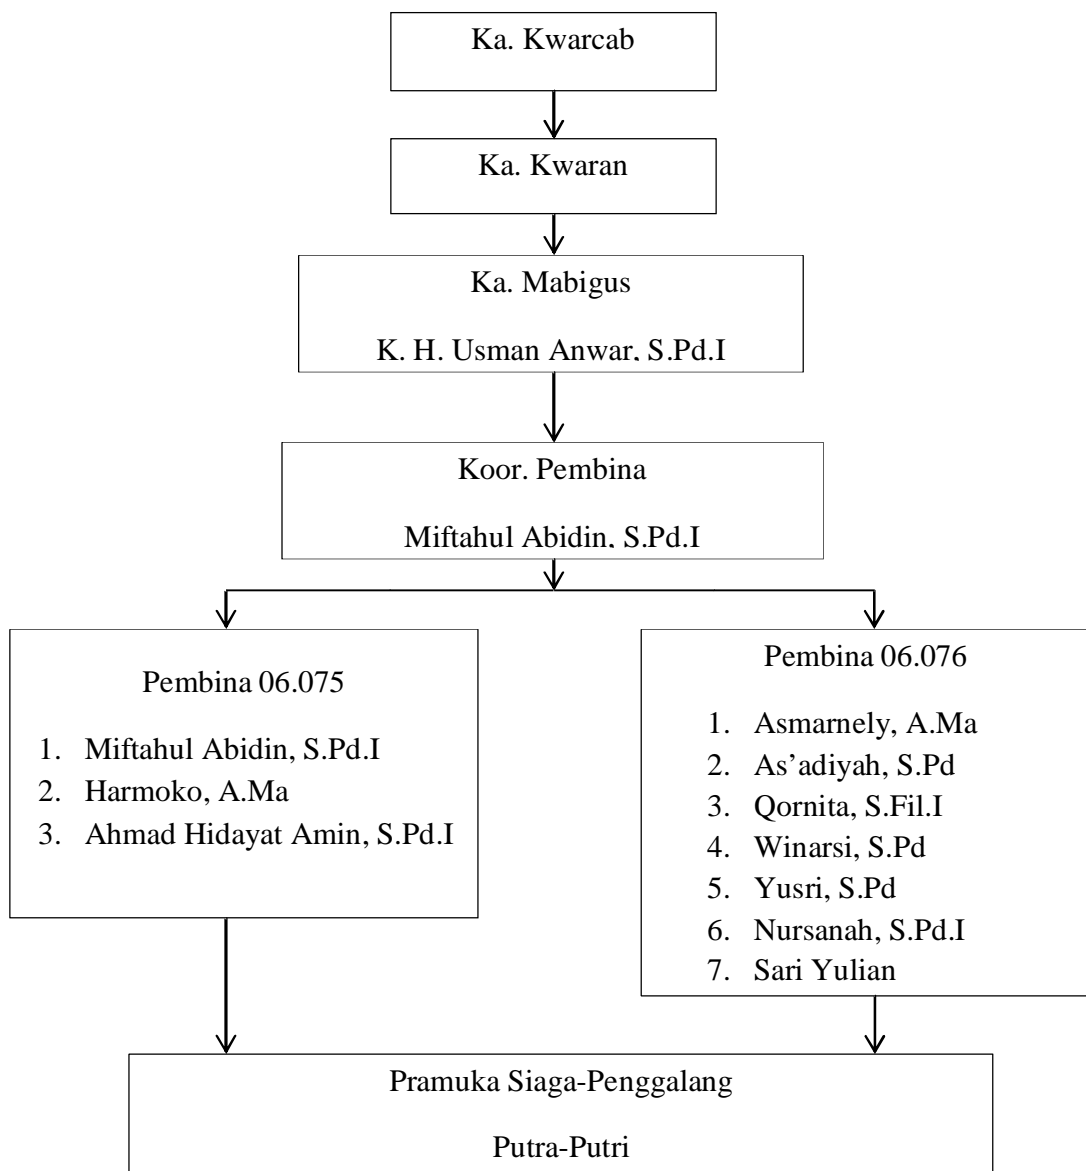 Ka. Kwarcab
Ka. Kwaran
Ka. Mabigus
K. H. Usman Anwar, S.Pd.I
Koor. Pembina
Miftahul Abidin, S.Pd.I
Pembina 06.075
1. Miftahul Abidin, S.Pd.I
2. Harmoko, A.Ma
3. Ahmad Hidayat Amin, S.Pd.I
Pembina 06.076
1. Asmarnely, A.Ma
2. As’adiyah, S.Pd
3. Qornita, S.Fil.I
4. Winarsi, S.Pd
5. Yusri, S.Pd
6. Nursanah, S.Pd.I
7. Sari Yulian
Pramuka Siaga-Penggalang
Putra-Putri